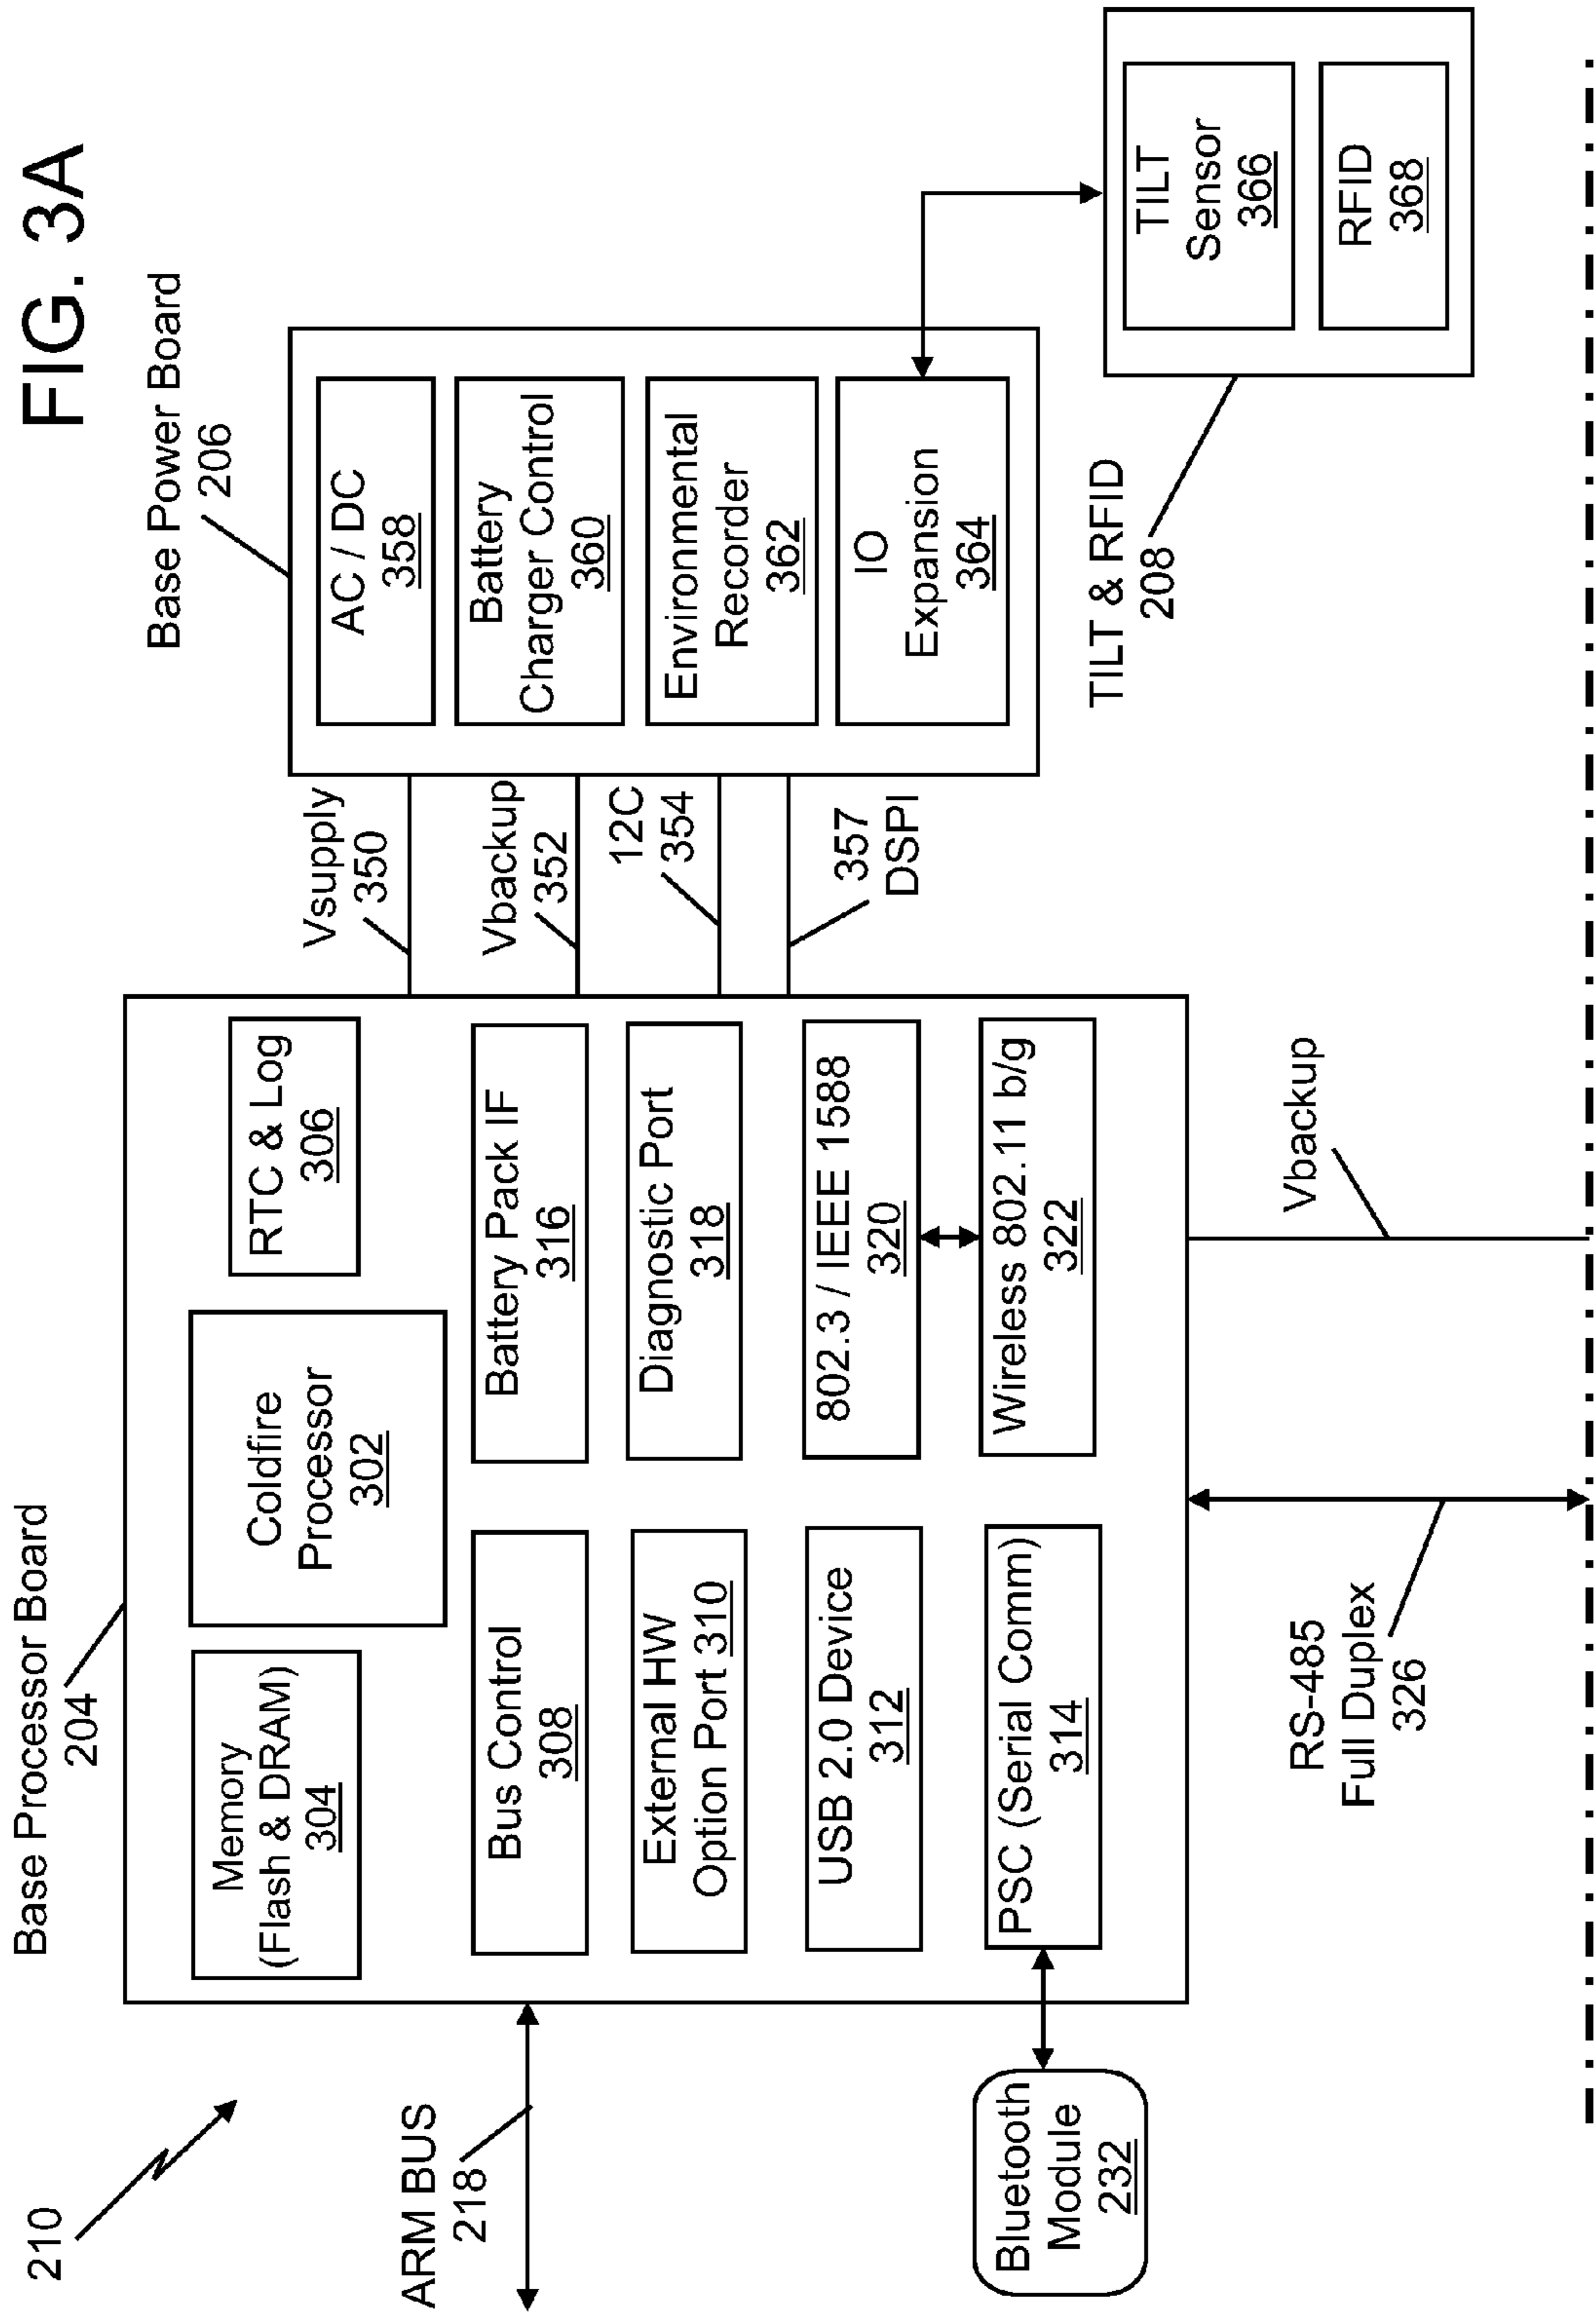 FIG. 3A
210
Base Processor Board
204
Memory
(Flash & DRAM)
304
Coldfire
Processor
302
RTC & Log
306
Bus Control
308
Battery Pack IF
316
External HW
Option Port 310
Diagnostic Port
318
USB 2.0 Device
312
802.3 / IEEE 1588
320
PSC (Serial Comm)
314
Wireless 802.11 b/g
322
ARM BUS
218
Bluetooth
Module
232
RS-485
Full Duplex
326
Vbackup
Vsupply
350
Vbackup
352
12C
354
357
DSPI
Base Power Board
206
AC / DC
358
Battery
Charger Control
360
Environmental
Recorder
362
IO
Expansion
364
TILT & RFID
208
TILT
Sensor
366
RFID
368